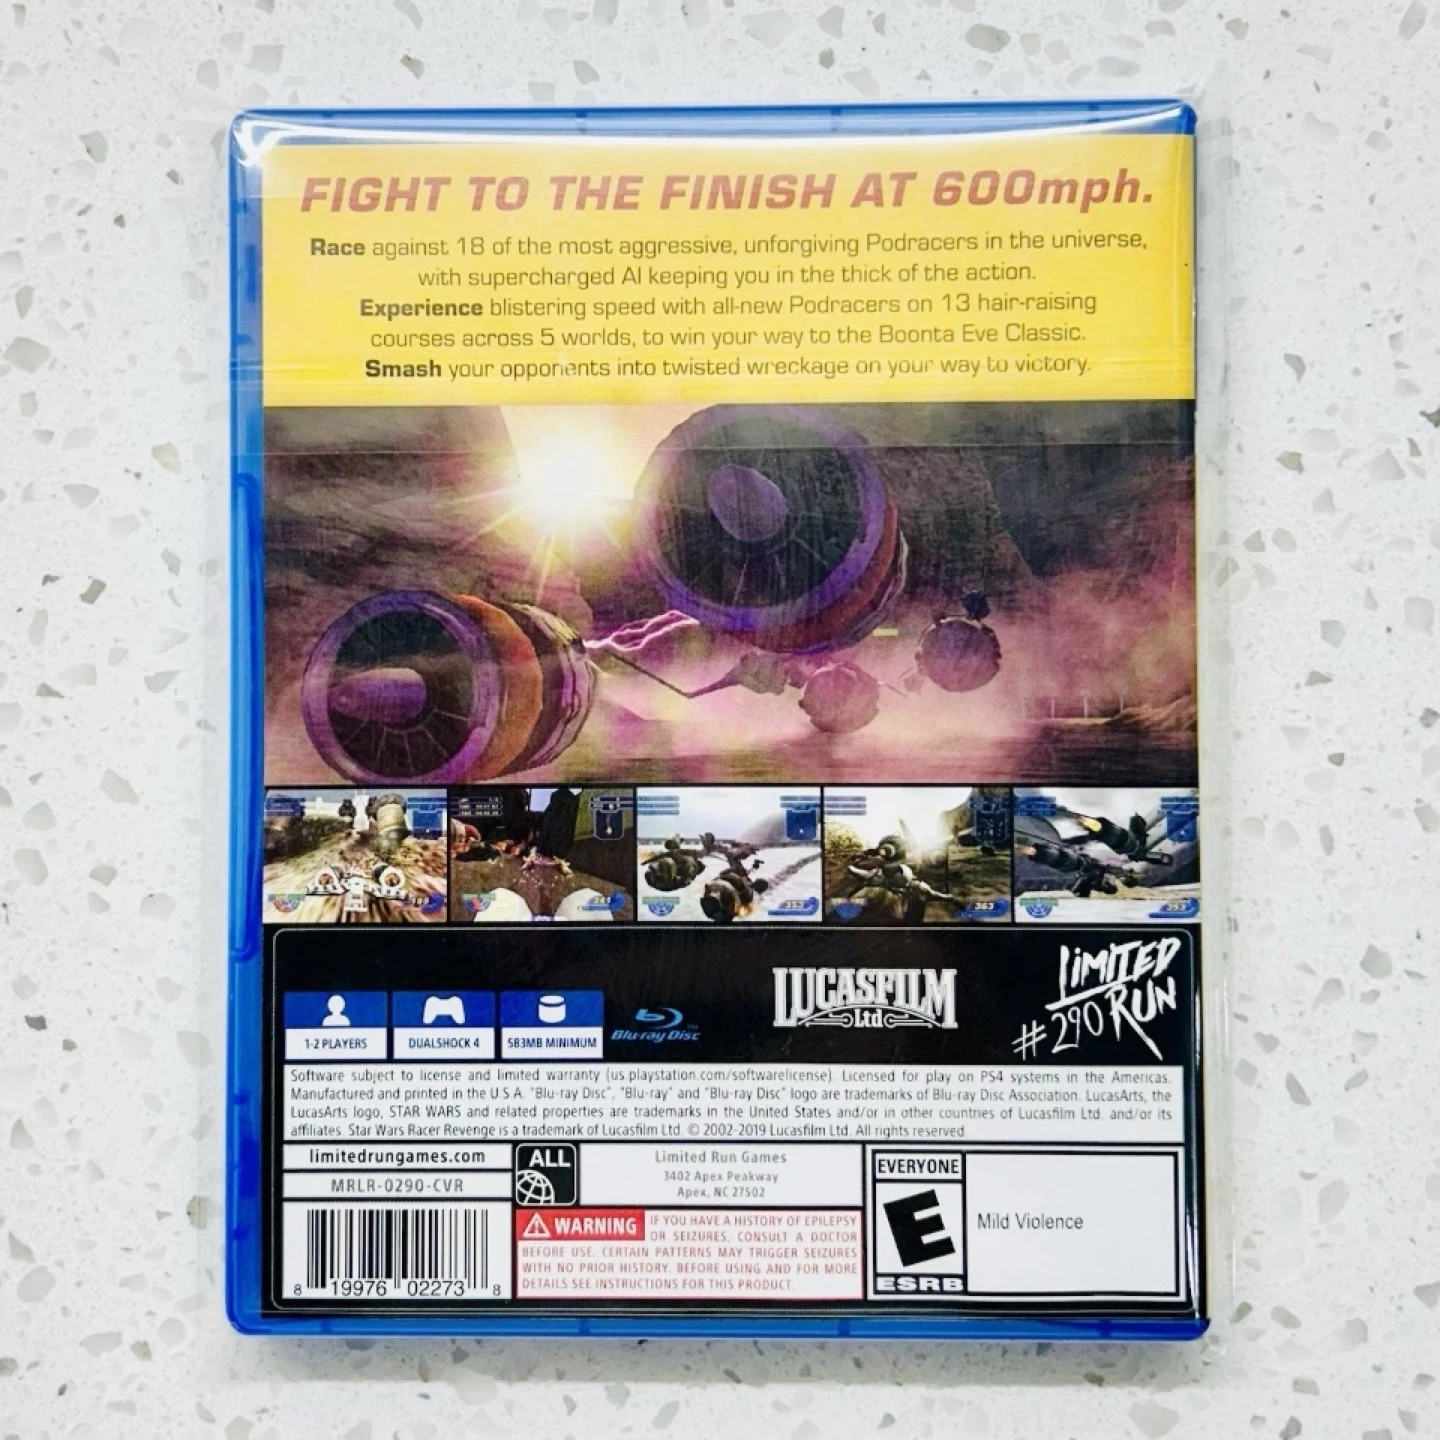 FIGHT TO THE FINISH AT 600mph.
Race against 18 of the most aggressive, unforgiving Podracers in the universe,
with supercharged AI keeping you in the thick of the action.
Experience blistering speed with all-new Podracers on 13 hair-raising
courses across 5 worlds, to win your way to the Boonta Eve Classic.
Smash your opponents into twisted wreckage on your way to victory.
363
353
1-2 PLAYERS
DUALSHOCK 4
583MB MINIMUM
Blu-ray Disc
TM
LUCASFILM
Ltd
LiMITED
RUN
#290
Software subject to license and limited warranty (us.playstation.com/softwarelicense). Licensed for play on PS4 systems in the Americas.
Manufactured and printed in the U.S.A. "Blu-ray Disc", "Blu-ray" and "Blu-ray Disc" logo are trademarks of Blu-ray Disc Association. LucasArts, the
LucasArts logo, STAR WARS and related properties are trademarks in the United States and/or in other countries of Lucasfilm Ltd. and/or its
affiliates. Star Wars Racer Revenge is a trademark of Lucasfilm Ltd. © 2002-2019 Lucasfilm Ltd. All rights reserved.
limitedrungames.com
MRLR-0290-CVR
8 19976 02273 8
ALL
Limited Run Games
3402 Apex Peakway
Apex, NC 27502
WARNING IF YOU HAVE A HISTORY OF EPILEPSY
OR SEIZURES, CONSULT A DOCTOR
BEFORE USE. CERTAIN PATTERNS MAY TRIGGER SEIZURES
WITH NO PRIOR HISTORY. BEFORE USING AND FOR MORE
DETAILS SEE INSTRUCTIONS FOR THIS PRODUCT.
EVERYONE
E
ESRB
Mild Violence